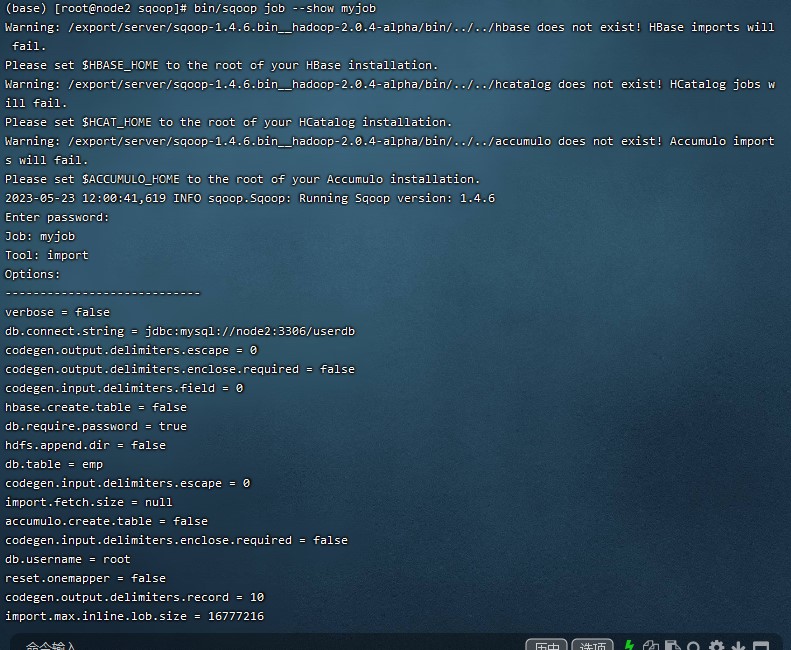 (base) [root@node2 sqoop]# bin/sqoop job --show myjob
Warning: /export/server/sqoop-1.4.6.bin__hadoop-2.0.4-alpha/bin/../../hbase does not exist! HBase imports will
 fail.
Please set $HBASE_HOME to the root of your HBase installation.
Warning: /export/server/sqoop-1.4.6.bin__hadoop-2.0.4-alpha/bin/../../hcatalog does not exist! HCatalog jobs w
ill fail.
Please set $HCAT_HOME to the root of your HCatalog installation.
Warning: /export/server/sqoop-1.4.6.bin__hadoop-2.0.4-alpha/bin/../../accumulo does not exist! Accumulo import
s will fail.
Please set $ACCUMULO_HOME to the root of your Accumulo installation.
2023-05-23 12:00:41,619 INFO sqoop.Sqoop: Running Sqoop version: 1.4.6
Enter password:
Job: myjob
Tool: import
Options:
----------------------------
verbose = false
db.connect.string = jdbc:mysql://node2:3306/userdb
codegen.output.delimiters.escape = 0
codegen.output.delimiters.enclose.required = false
codegen.input.delimiters.field = 0
hbase.create.table = false
db.require.password = true
hdfs.append.dir = false
db.table = emp
codegen.input.delimiters.escape = 0
import.fetch.size = null
accumulo.create.table = false
codegen.input.delimiters.enclose.required = false
db.username = root
reset.onemapper = false
codegen.output.delimiters.record = 10
import.max.inline.lob.size = 16777216
命令输入 历史 选项